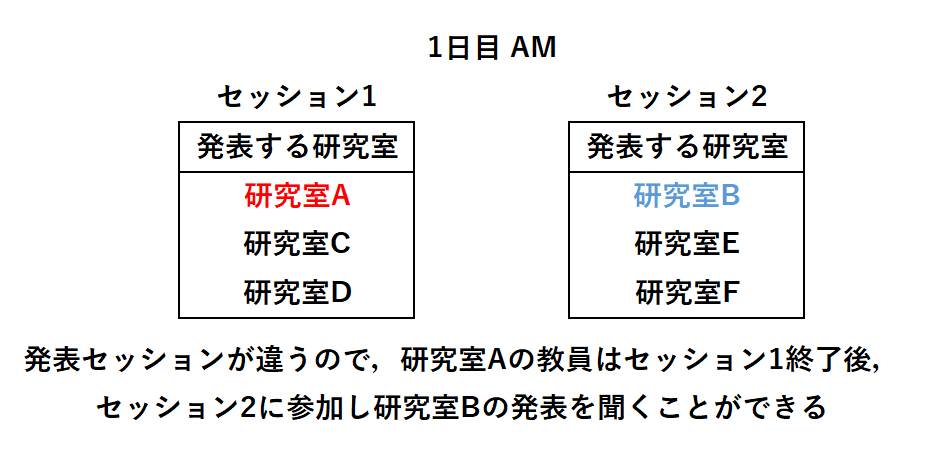 1日目 AM
セッション1
発表する研究室
研究室A
研究室C
研究室D
セッション2
発表する研究室
研究室B
研究室E
研究室F
発表セッションが違うので，研究室Aの教員はセッション1終了後，
セッション2に参加し研究室Bの発表を聞くことができる